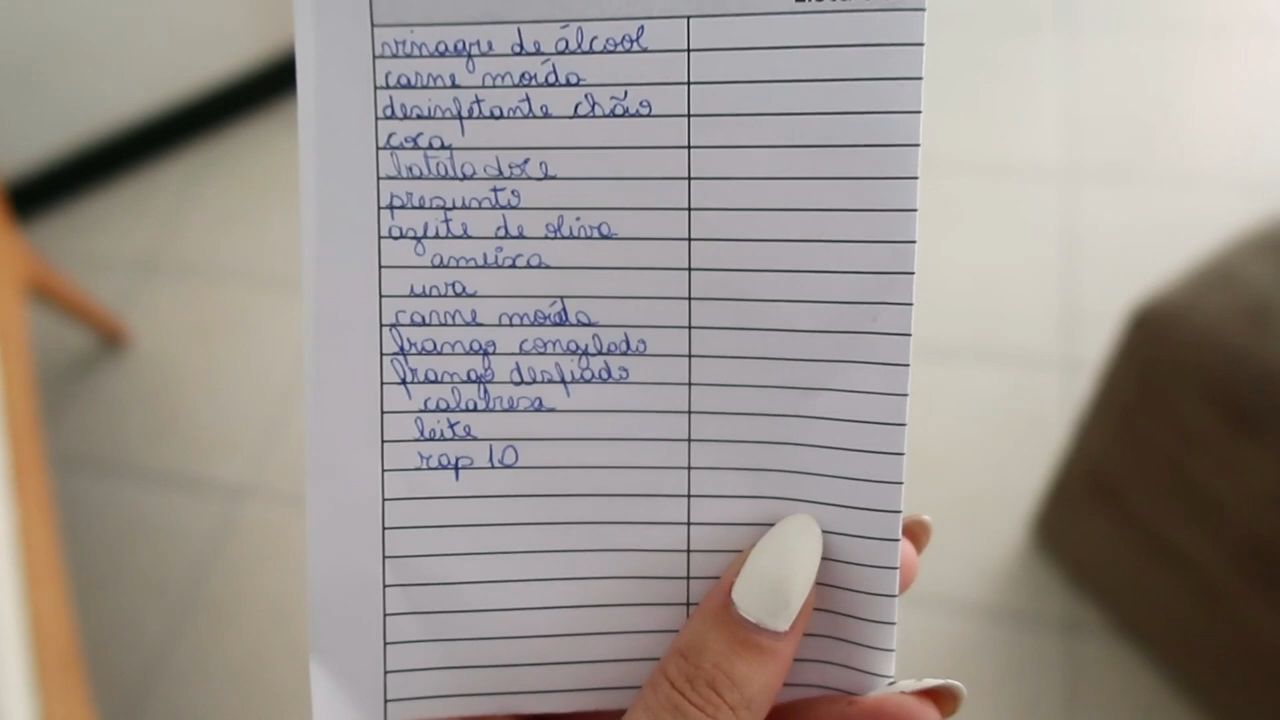 vinagre de álcool
carne moída
desinfetante chão
coca
batata doce
presunto
azeite de oliva
ameixa
uva
carne moída
frango congelado
frango desfiado
calabresa
leite
rap 10